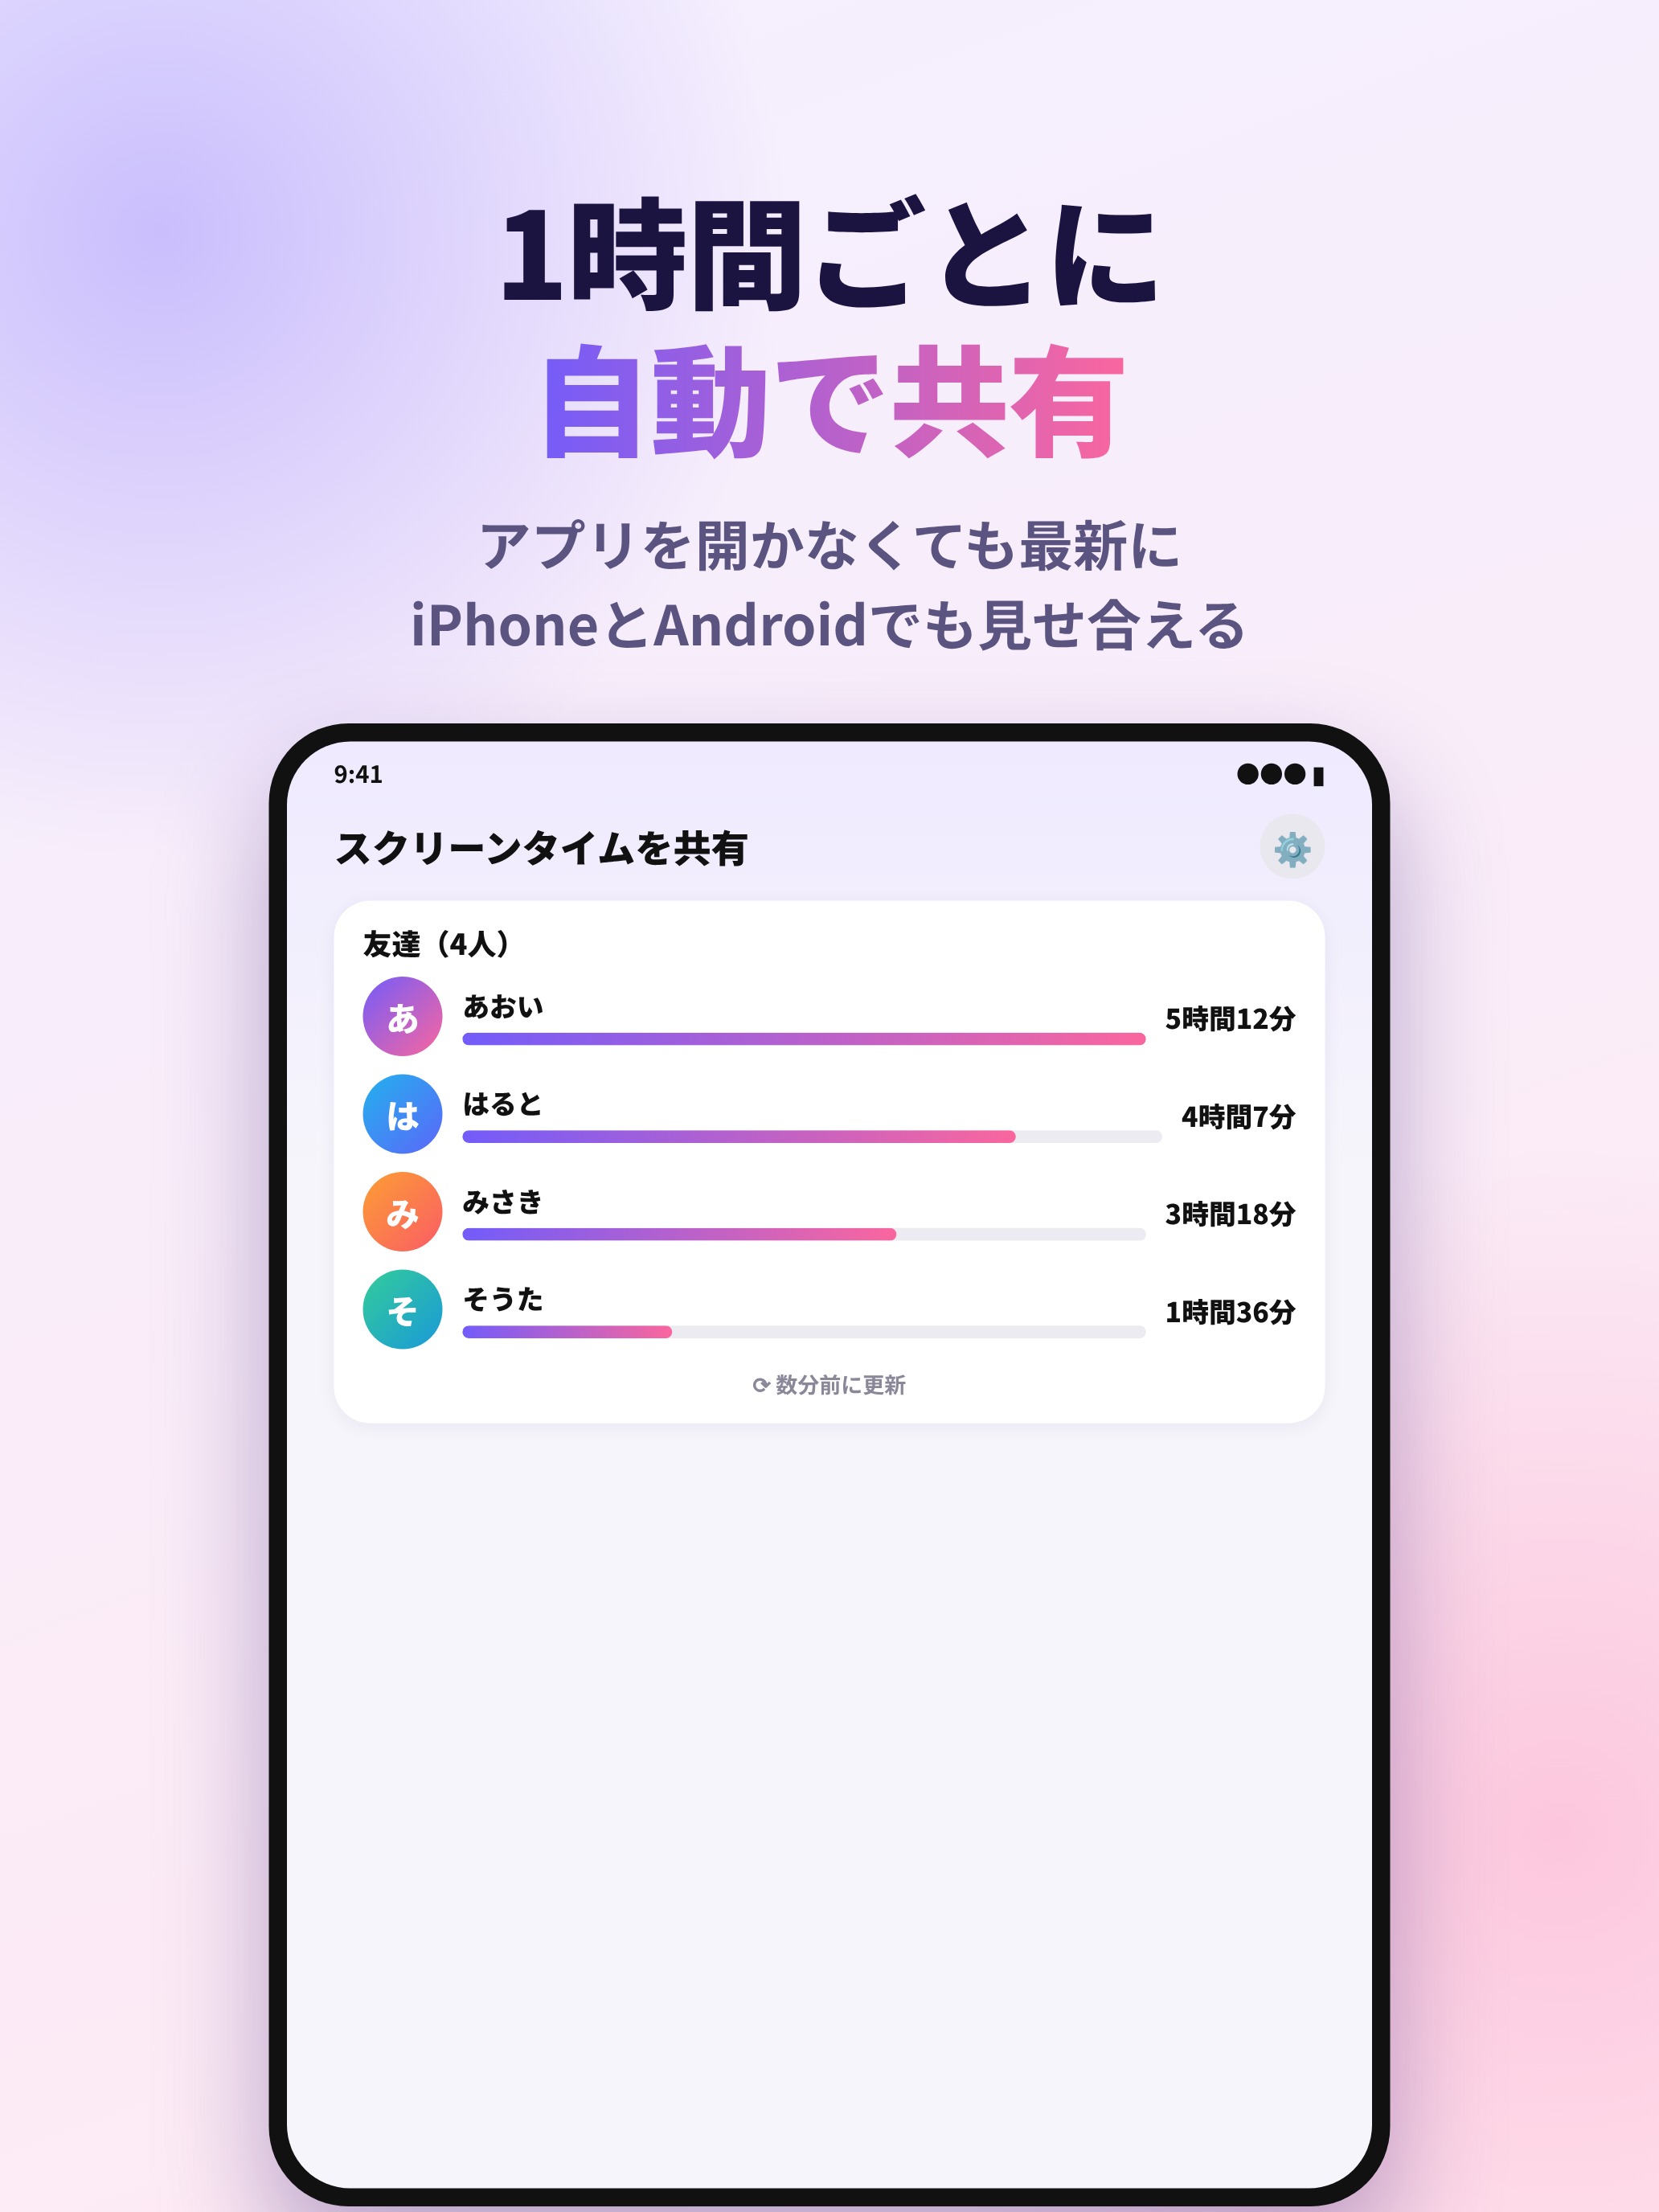 1時間ごとに
自動で共有
アプリを開かなくても最新に
iPhoneとAndroidでも見せ合える
9:41
スクリーンタイムを共有
友達（4人）
あ
あおい
5時間12分
は
はると
4時間7分
み
みさき
3時間18分
そ
そうた
1時間36分
⟳ 数分前に更新